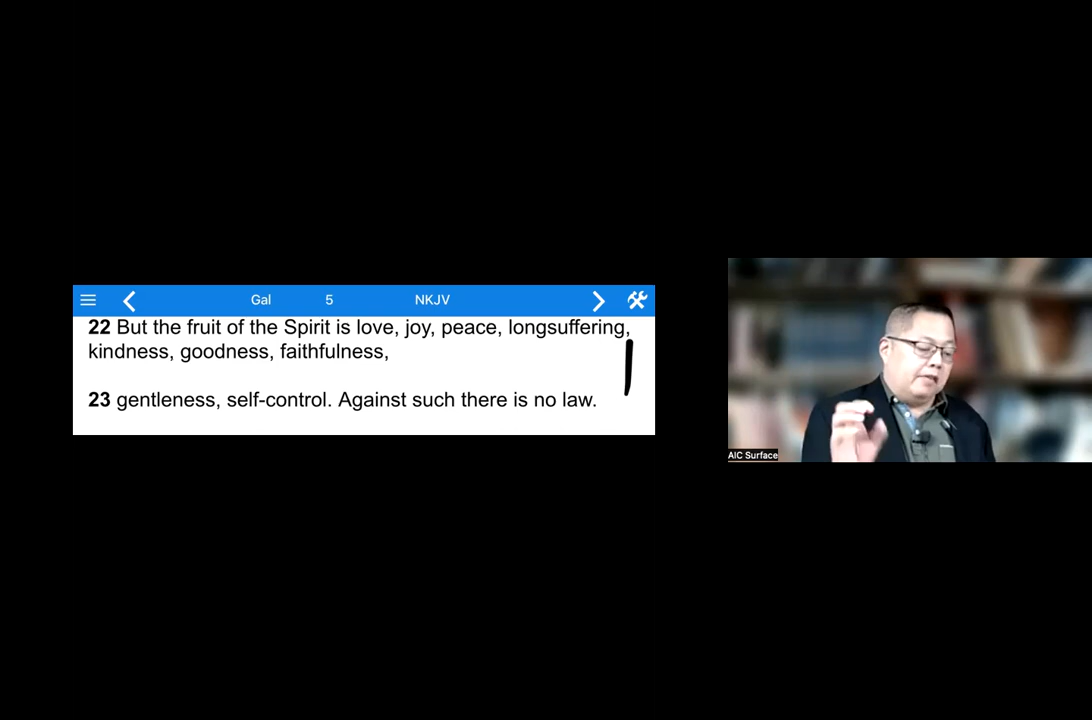 Gal 5 NKJV
22 But the fruit of the Spirit is love, joy, peace, longsuffering,
kindness, goodness, faithfulness,
23 gentleness, self-control. Against such there is no law.
AIC Surface